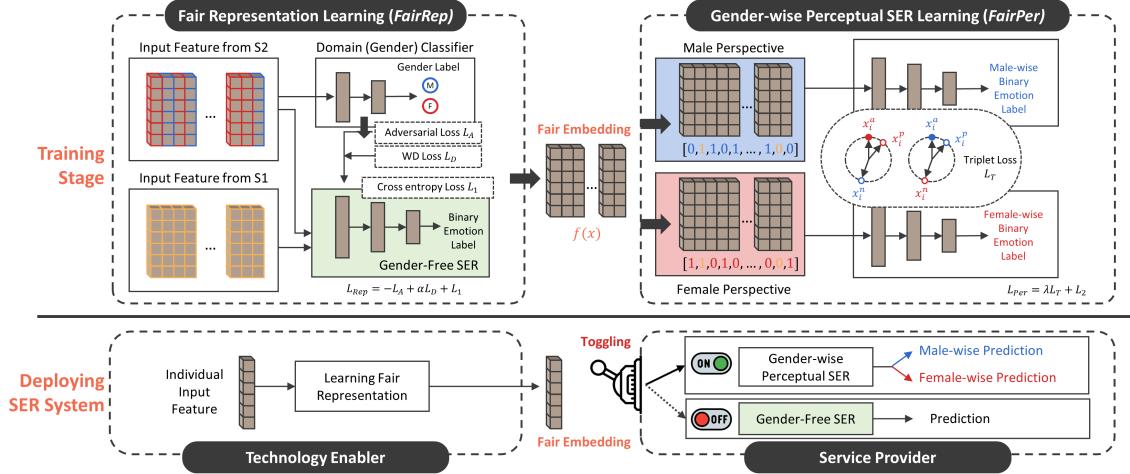 Fair Representation Learning (FairRep)
Gender-wise Perceptual SER Learning (FairPer)
Training
Stage
Input Feature from S2
...
Domain (Gender) Classifier
Gender Label
M
F
Adversarial Loss L_A
WD Loss L_D
Input Feature from S1
...
Cross entropy Loss L_1
Binary
Emotion
Label
Gender-Free SER
L_Rep = −L_A + αL_D + L_1
Fair Embedding
...
f(x)
Male Perspective
...
[0,1,1,0,1, ..., 1,0,0]
Male-wise
Binary
Emotion
Label
x_i^a
x_i^p
x_i^n
x_i^a
x_i^p
x_i^n
Triplet Loss
L_T
...
[1,1,0,1,0, ..., 0,0,1]
Female Perspective
Female-wise
Binary
Emotion
Label
L_Per = λL_T + L_2
Deploying
SER System
Individual
Input
Feature
Learning Fair
Representation
Fair Embedding
Technology Enabler
Toggling
ON
Gender-wise
Perceptual SER
Male-wise Prediction
Female-wise Prediction
OFF
Gender-Free SER
Prediction
Service Provider